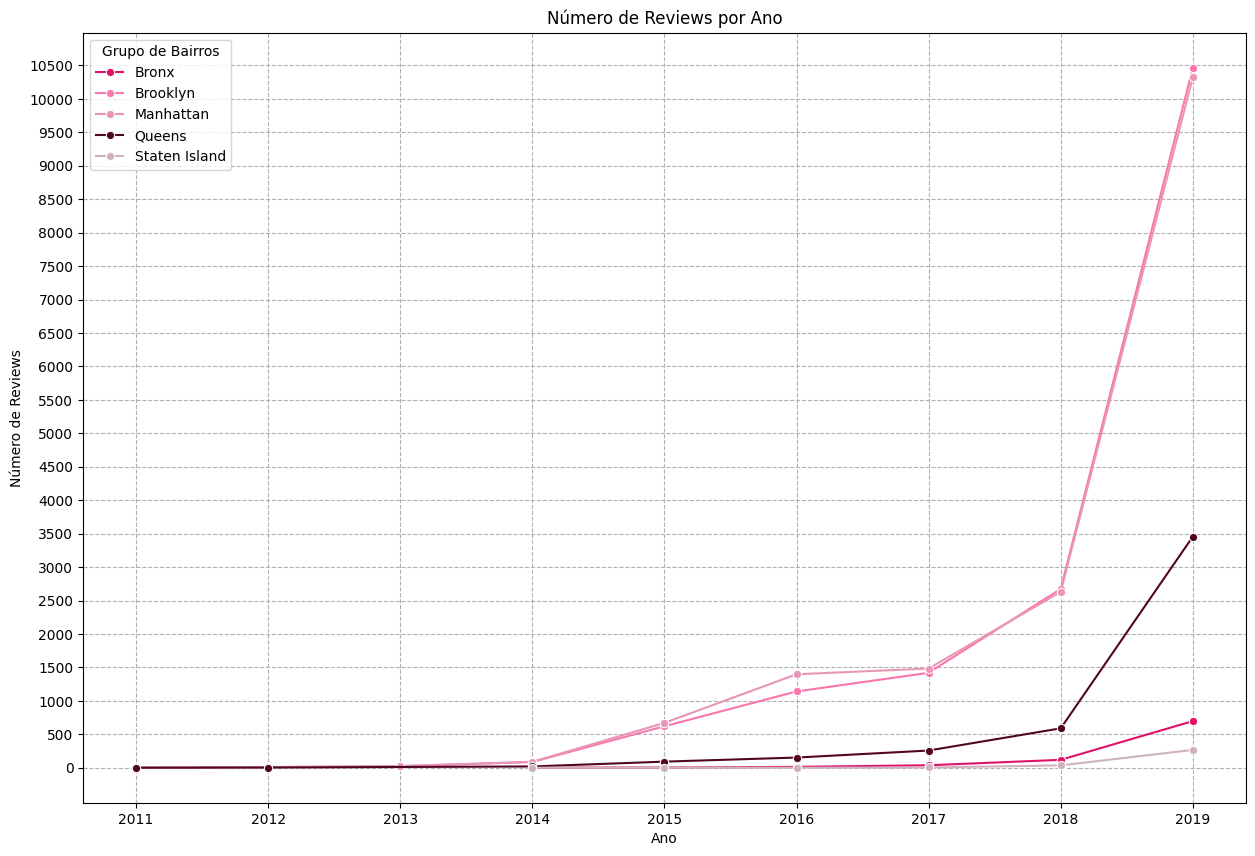 Número de Reviews por Ano
Grupo de Bairros
Bronx
Brooklyn
Manhattan
Queens
Staten Island
10500
10000
9500
9000
8500
8000
7500
7000
6500
6000
5500
5000
4500
4000
3500
3000
2500
2000
1500
1000
500
0
Número de Reviews
2011 2012 2013 2014 2015 2016 2017 2018 2019
Ano